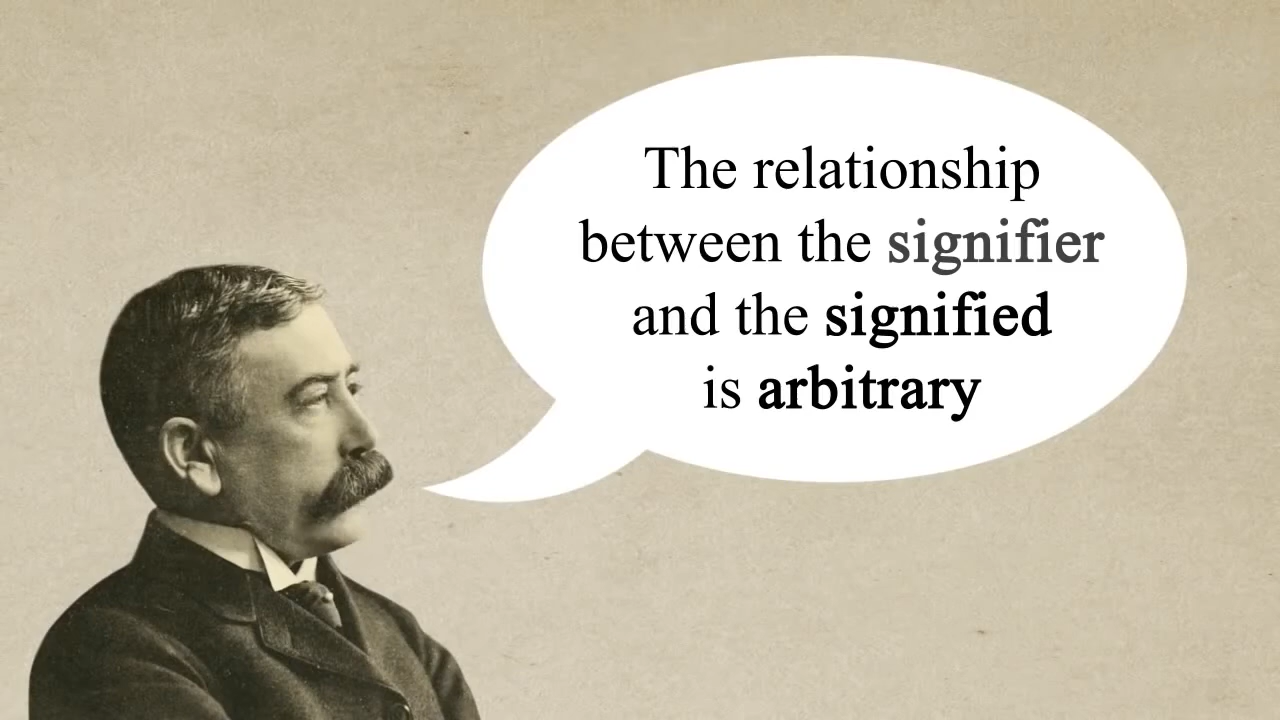 The relationship
between the signifier
and the signified
is arbitrary